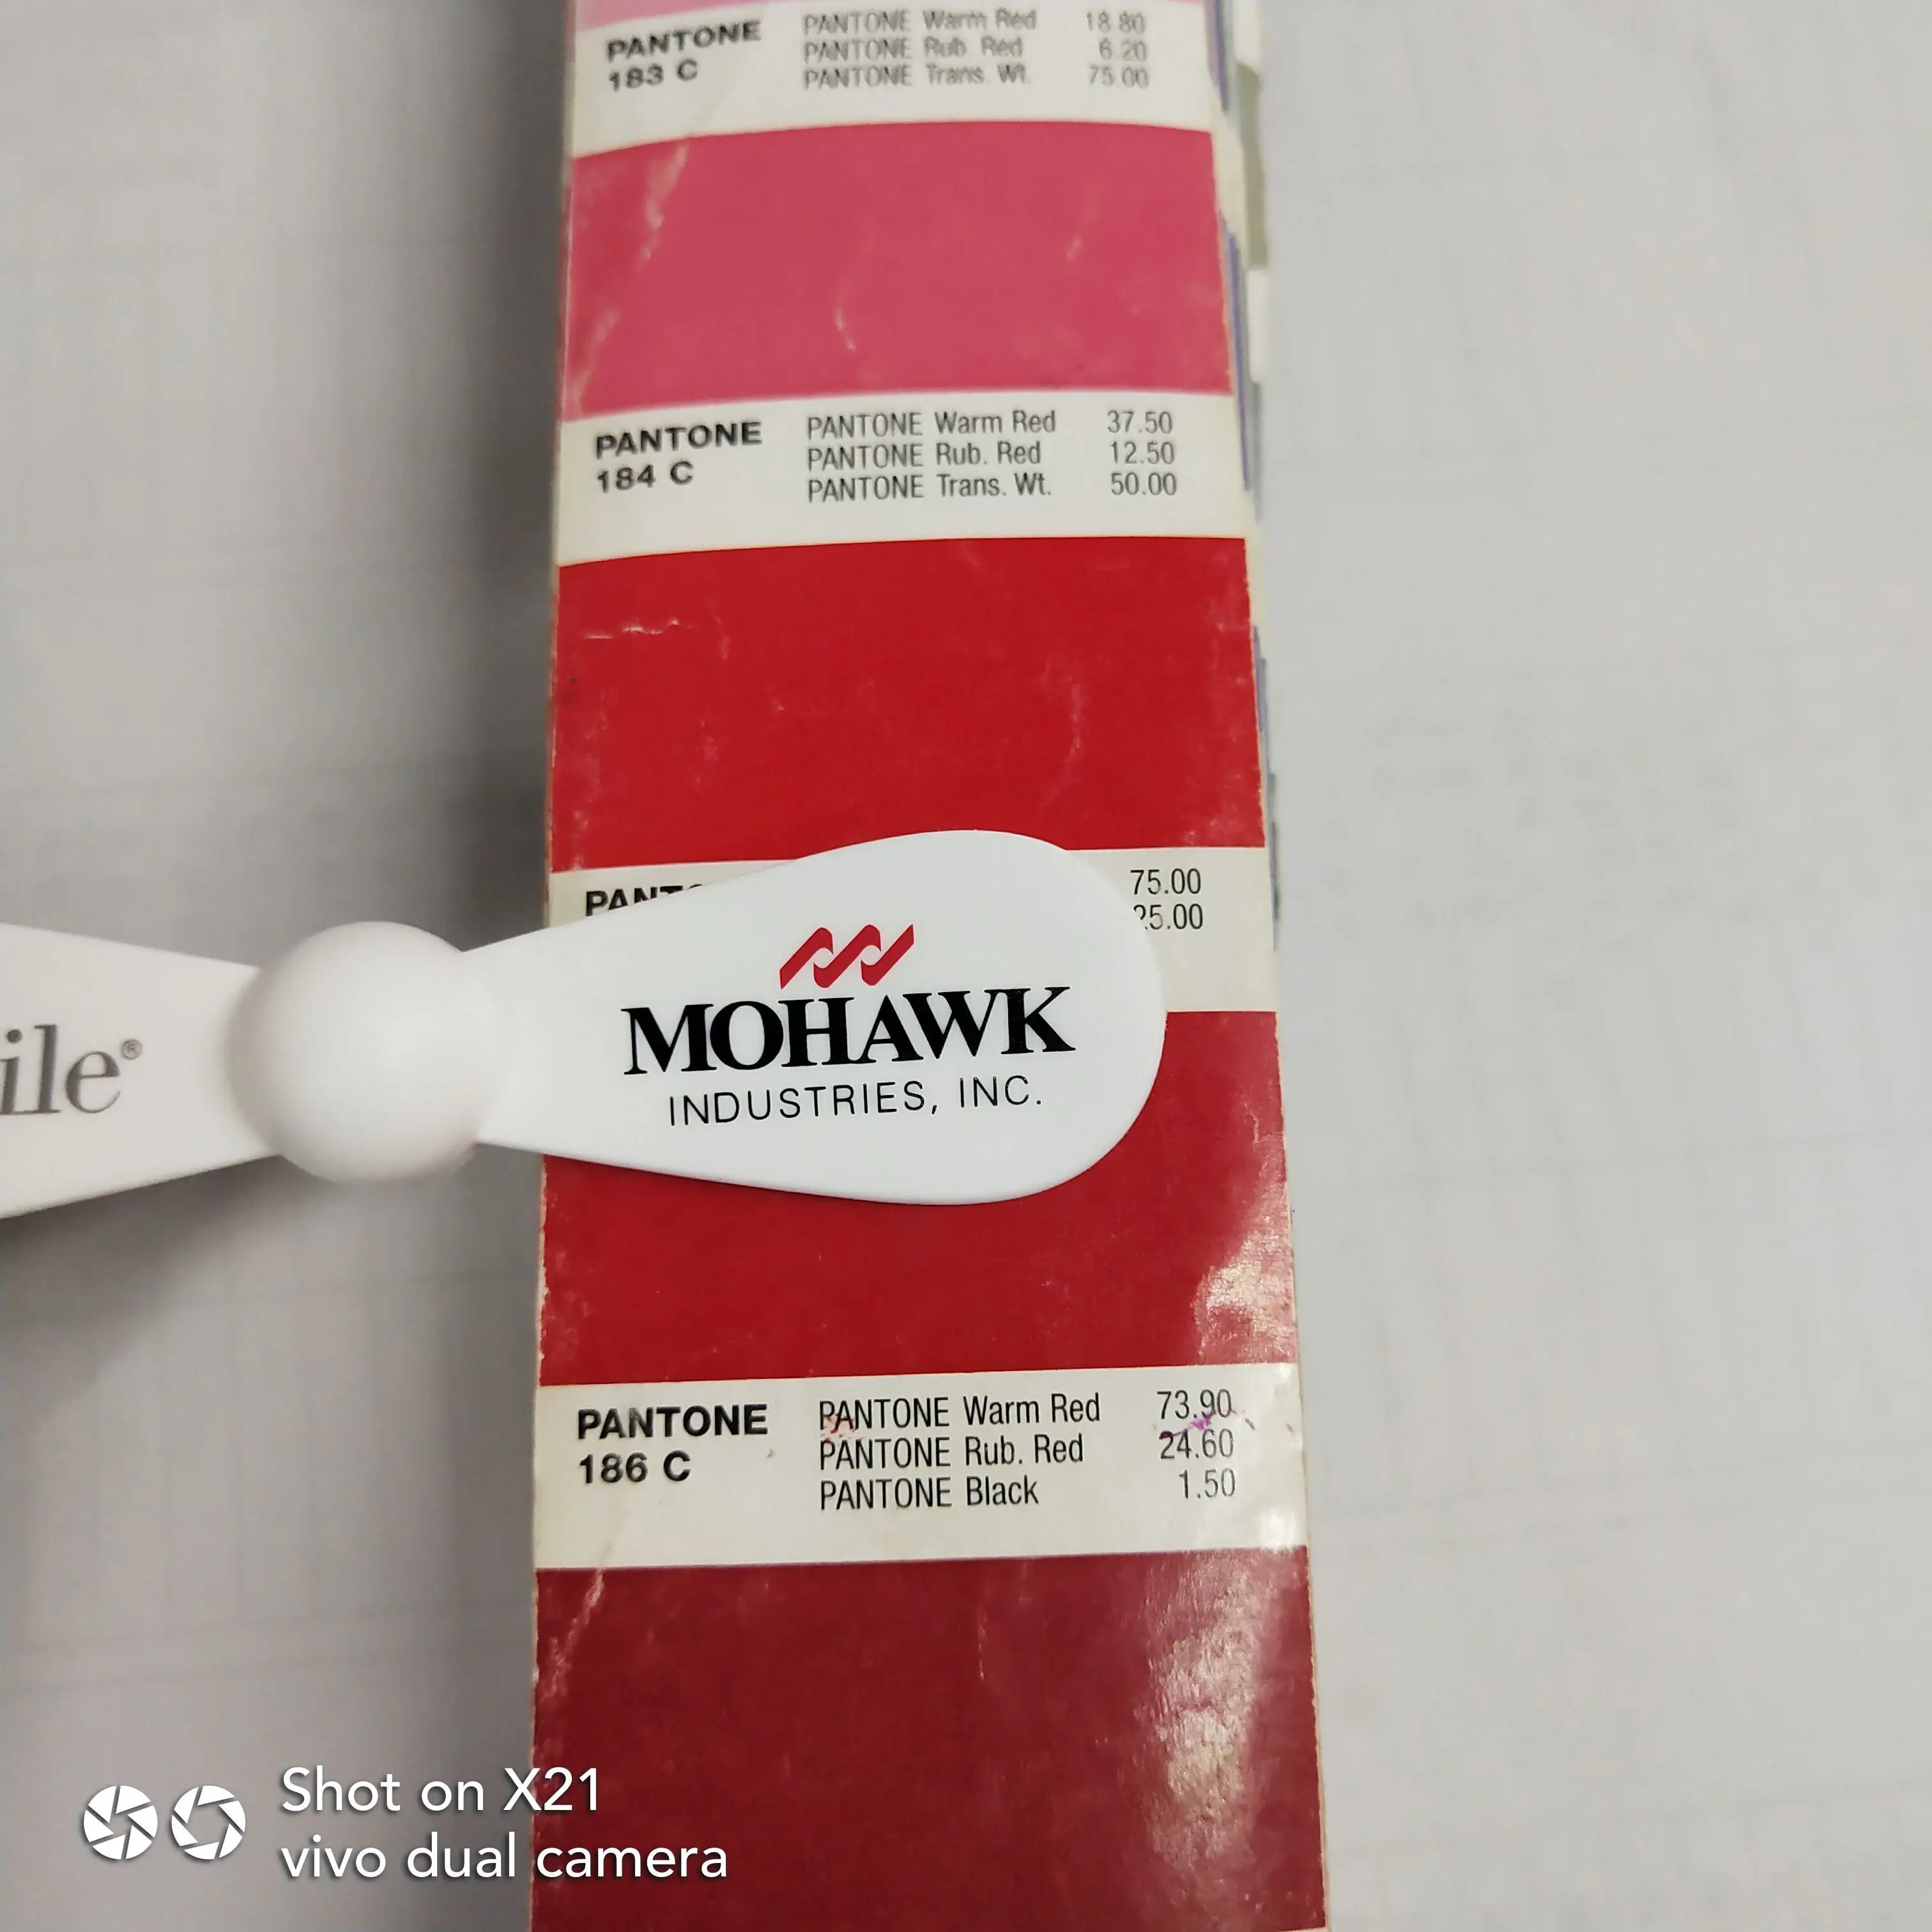 PANTONE
183 C
PANTONE Warm Red 18.80
PANTONE Rub. Red 6.20
PANTONE Trans. Wt. 75.00
PANTONE
184 C
PANTONE Warm Red 37.50
PANTONE Rub. Red 12.50
PANTONE Trans. Wt. 50.00
75.00
25.00
ile®
MOHAWK
INDUSTRIES, INC.
PANTONE
186 C
PANTONE Warm Red 73.90
PANTONE Rub. Red 24.60
PANTONE Black 1.50
Shot on X21
vivo dual camera